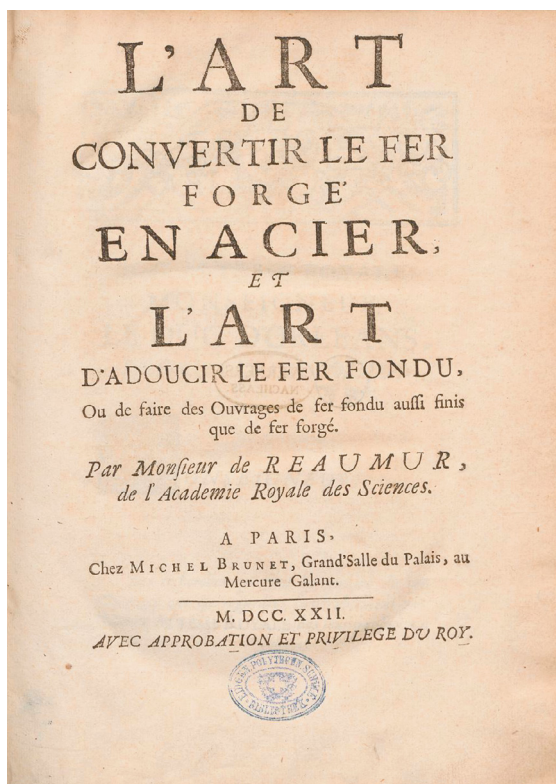 L'ART
DE
CONVERTIR LE FER
FORGÉ
EN ACIER,
ET
L'ART
D'ADOUCIR LE FER FONDU,
Ou de faire des Ouvrages de fer fondu auſſi finis
que de fer forgé.
Par Monſieur de REAUMUR,
de l'Academie Royale des Sciences.
A PARIS,
Chez MICHEL BRUNET, Grand'Salle du Palais, au
Mercure Galant.
M. DCC. XXII.
AVEC APPROBATION ET PRIVILEGE DU ROY.